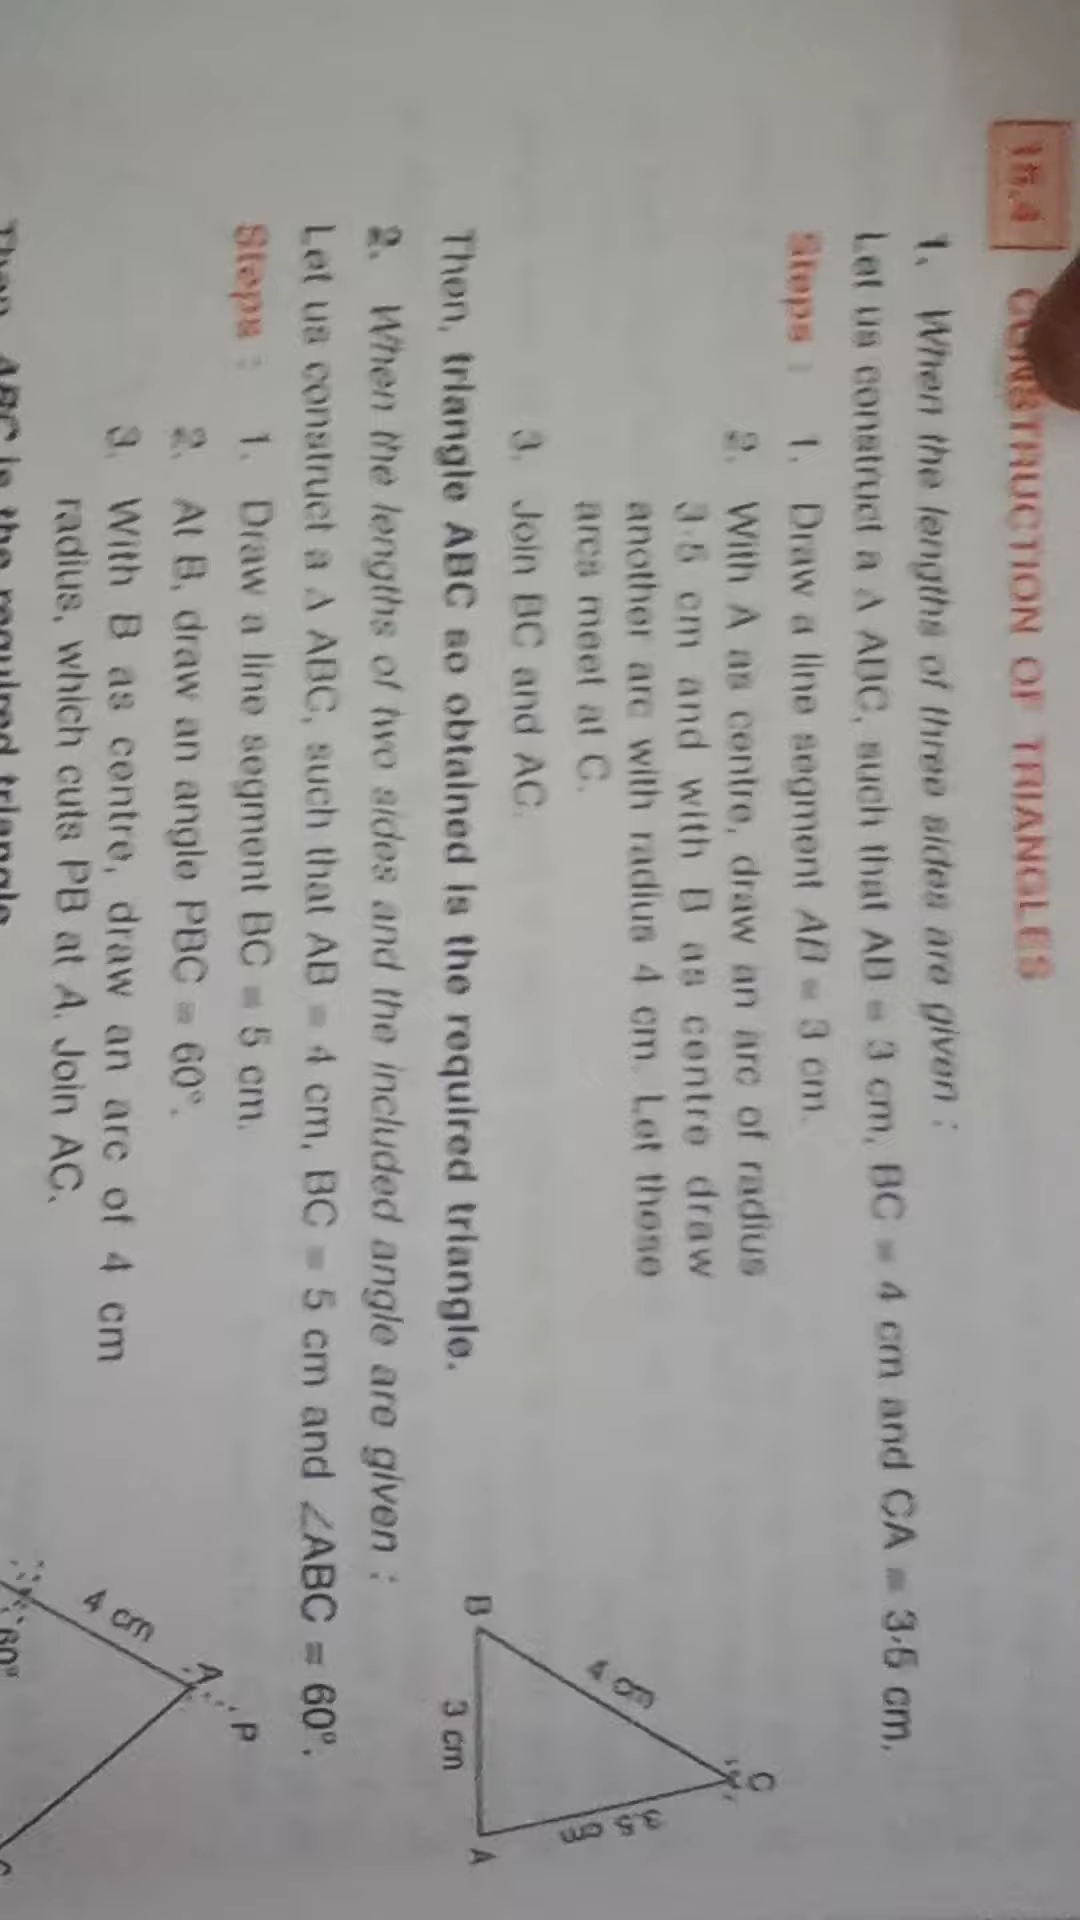 15.4 CONSTRUCTION OF TRIANGLES
1. When the lengths of three sides are given :
Let us construct a Δ ABC, such that AB = 3 cm, BC = 4 cm and CA = 3·5 cm.
Steps : 1. Draw a line segment AB = 3 cm.
2. With A as centre, draw an arc of radius
3·5 cm and with B as centre draw
another arc with radius 4 cm. Let these
arcs meet at C.
3. Join BC and AC.
C
4 cm
3.5 cm
B
3 cm
A
Then, triangle ABC so obtained is the required triangle.
2. When the lengths of two sides and the included angle are given :
Let us construct a Δ ABC, such that AB = 4 cm, BC = 5 cm and ∠ABC = 60°.
Steps : 1. Draw a line segment BC = 5 cm.
2. At B, draw an angle PBC = 60°.
3. With B as centre, draw an arc of 4 cm
radius, which cuts PB at A. Join AC.
P
A
4 cm
60°
Then ABC is the required triangle